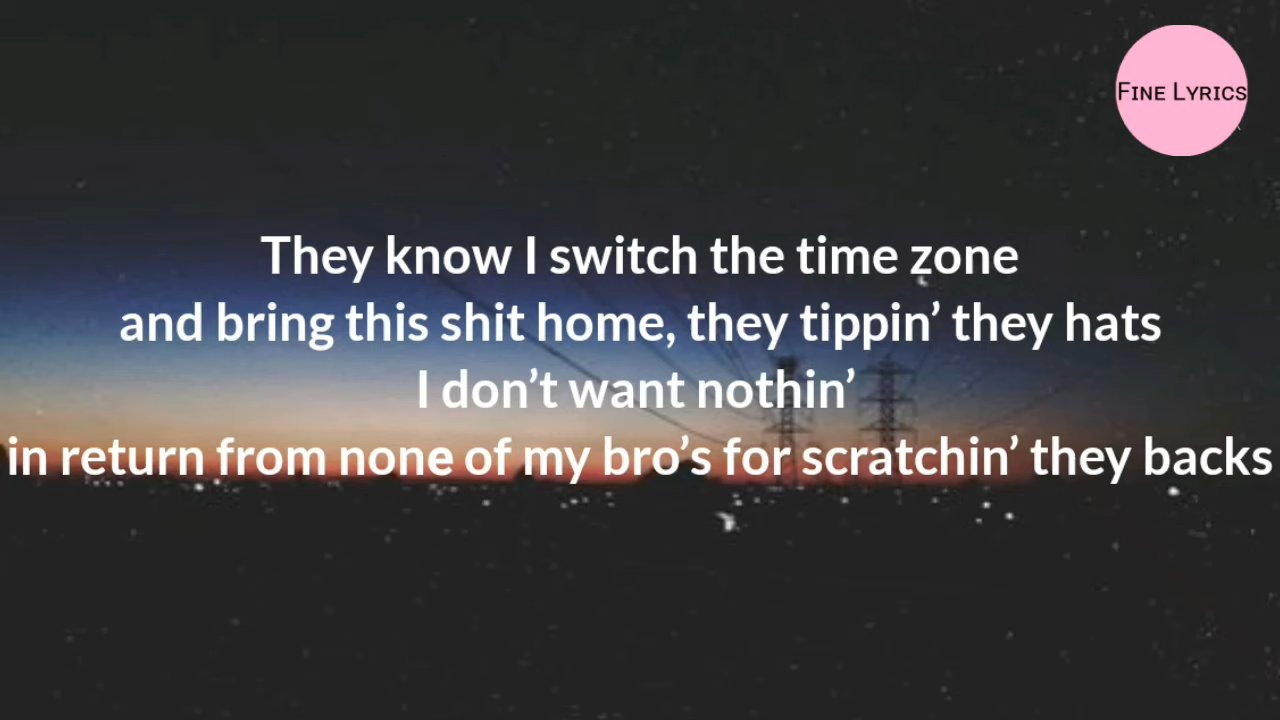 Fine Lyrics
They know I switch the time zone
and bring this shit home, they tippin’ they hats
I don’t want nothin’
in return from none of my bro’s for scratchin’ they backs